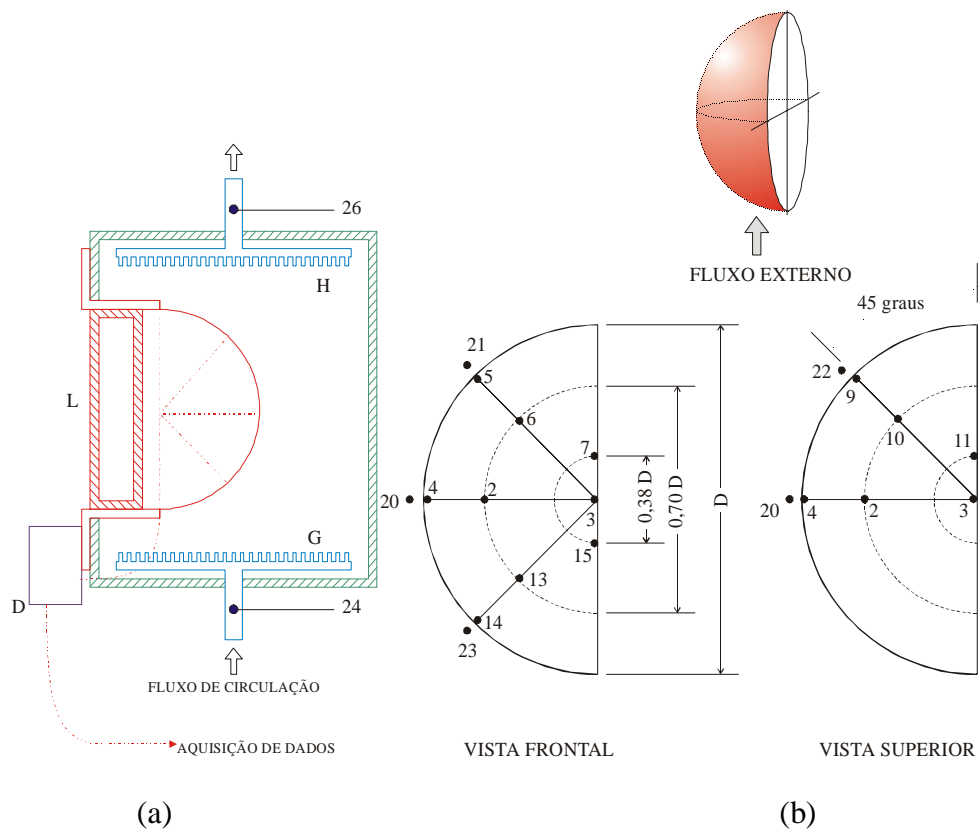 26
H
L
G
D
24
FLUXO DE CIRCULAÇÃO
AQUISIÇÃO DE DADOS
(a)
FLUXO EXTERNO
21
5
6
7
20
4
2
3
15
13
14
23
0,38 D
0,70 D
D
VISTA FRONTAL
45 graus
22
9
10
11
20
4
2
3
VISTA SUPERIOR
(b)